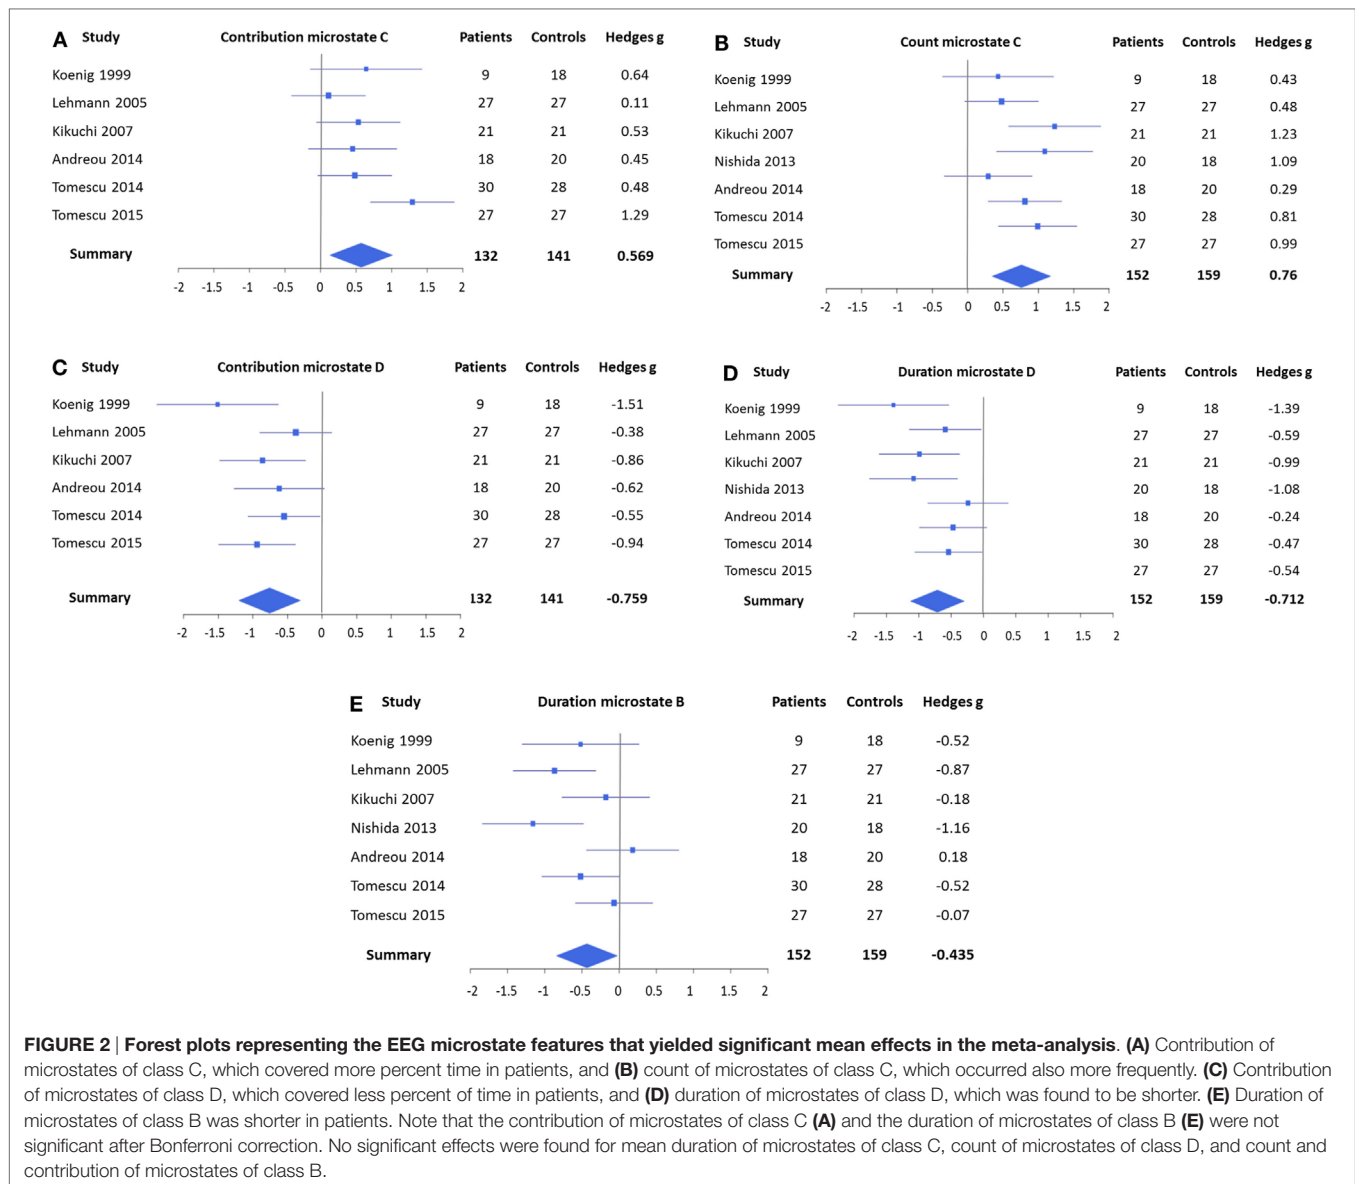 A Study Contribution microstate C Patients Controls Hedges g
Koenig 1999 9 18 0.64
Lehmann 2005 27 27 0.11
Kikuchi 2007 21 21 0.53
Andreou 2014 18 20 0.45
Tomescu 2014 30 28 0.48
Tomescu 2015 27 27 1.29
Summary 132 141 0.569
-2 -1.5 -1 -0.5 0 0.5 1 1.5 2
B Study Count microstate C Patients Controls Hedges g
Koenig 1999 9 18 0.43
Lehmann 2005 27 27 0.48
Kikuchi 2007 21 21 1.23
Nishida 2013 20 18 1.09
Andreou 2014 18 20 0.29
Tomescu 2014 30 28 0.81
Tomescu 2015 27 27 0.99
Summary 152 159 0.76
-2 -1.5 -1 -0.5 0 0.5 1 1.5 2
C Study Contribution microstate D Patients Controls Hedges g
Koenig 1999 9 18 -1.51
Lehmann 2005 27 27 -0.38
Kikuchi 2007 21 21 -0.86
Andreou 2014 18 20 -0.62
Tomescu 2014 30 28 -0.55
Tomescu 2015 27 27 -0.94
Summary 132 141 -0.759
-2 -1.5 -1 -0.5 0 0.5 1 1.5 2
D Study Duration microstate D Patients Controls Hedges g
Koenig 1999 9 18 -1.39
Lehmann 2005 27 27 -0.59
Kikuchi 2007 21 21 -0.99
Nishida 2013 20 18 -1.08
Andreou 2014 18 20 -0.24
Tomescu 2014 30 28 -0.47
Tomescu 2015 27 27 -0.54
Summary 152 159 -0.712
-2 -1.5 -1 -0.5 0 0.5 1 1.5 2
E Study Duration microstate B Patients Controls Hedges g
Koenig 1999 9 18 -0.52
Lehmann 2005 27 27 -0.87
Kikuchi 2007 21 21 -0.18
Nishida 2013 20 18 -1.16
Andreou 2014 18 20 0.18
Tomescu 2014 30 28 -0.52
Tomescu 2015 27 27 -0.07
Summary 152 159 -0.435
-2 -1.5 -1 -0.5 0 0.5 1 1.5 2
FIGURE 2 | Forest plots representing the EEG microstate features that yielded significant mean effects in the meta-analysis. (A) Contribution of
microstates of class C, which covered more percent time in patients, and (B) count of microstates of class C, which occurred also more frequently. (C) Contribution
of microstates of class D, which covered less percent of time in patients, and (D) duration of microstates of class D, which was found to be shorter. (E) Duration of
microstates of class B was shorter in patients. Note that the contribution of microstates of class C (A) and the duration of microstates of class B (E) were not
significant after Bonferroni correction. No significant effects were found for mean duration of microstates of class C, count of microstates of class D, and count and
contribution of microstates of class B.